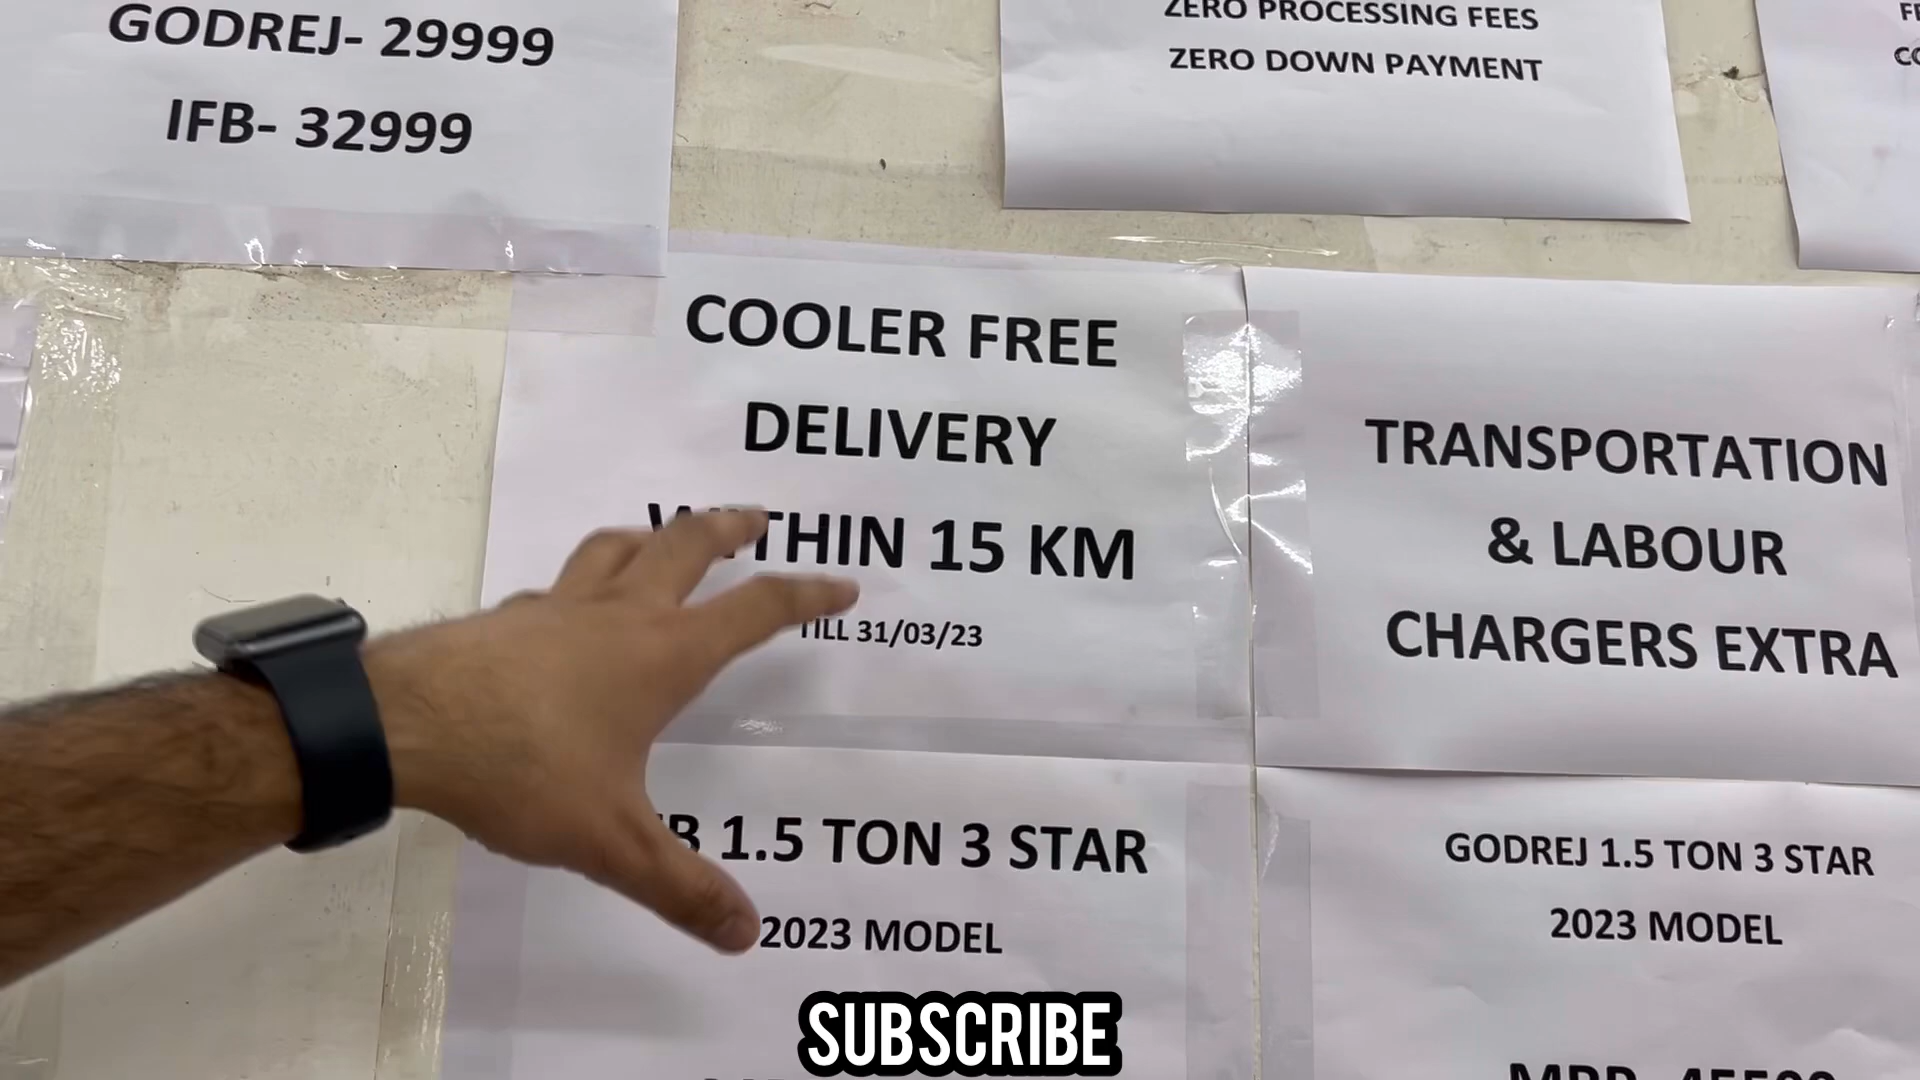 GODREJ- 29999
IFB- 32999
ZERO PROCESSING FEES
ZERO DOWN PAYMENT
COOLER FREE
DELIVERY
WITHIN 15 KM
TILL 31/03/23
TRANSPORTATION
& LABOUR
CHARGERS EXTRA
1.5 TON 3 STAR
2023 MODEL
GODREJ 1.5 TON 3 STAR
2023 MODEL
SUBSCRIBE